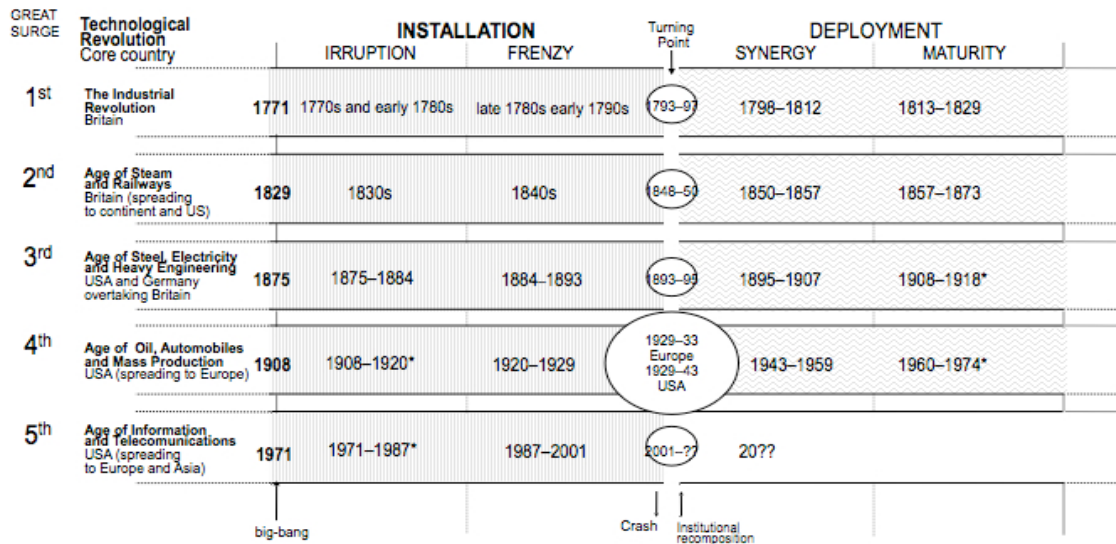 GREAT
SURGE
Technological
Revolution
Core country
INSTALLATION
Turning
Point
DEPLOYMENT
IRRUPTION
FRENZY
SYNERGY
MATURITY
1st
The Industrial
Revolution
Britain
1771
1770s and early 1780s
late 1780s early 1790s
1793–97
1798–1812
1813–1829
2nd
Age of Steam
and Railways
Britain (spreading
to continent and US)
1829
1830s
1840s
1848–50
1850–1857
1857–1873
3rd
Age of Steel, Electricity
and Heavy Engineering
USA and Germany
overtaking Britain
1875
1875–1884
1884–1893
1893–95
1895–1907
1908–1918*
4th
Age of Oil, Automobiles
and Mass Production
USA (spreading to Europe)
1908
1908–1920*
1920–1929
1929–33
Europe
1929–43
USA
1943–1959
1960–1974*
5th
Age of Information
and Telecomunications
USA (spreading
to Europe and Asia)
1971
1971–1987*
1987–2001
2001–??
20??
big-bang
Crash
Institutional
recomposition